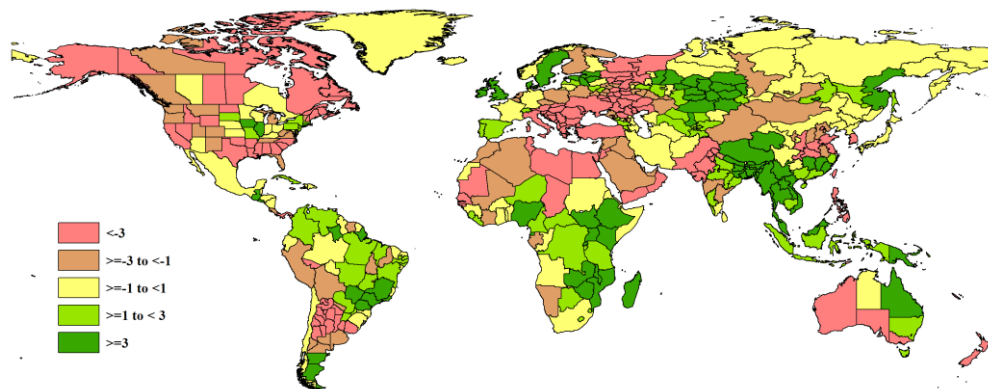 <-3
>=-3 to <-1
>=-1 to <1
>=1 to < 3
>=3